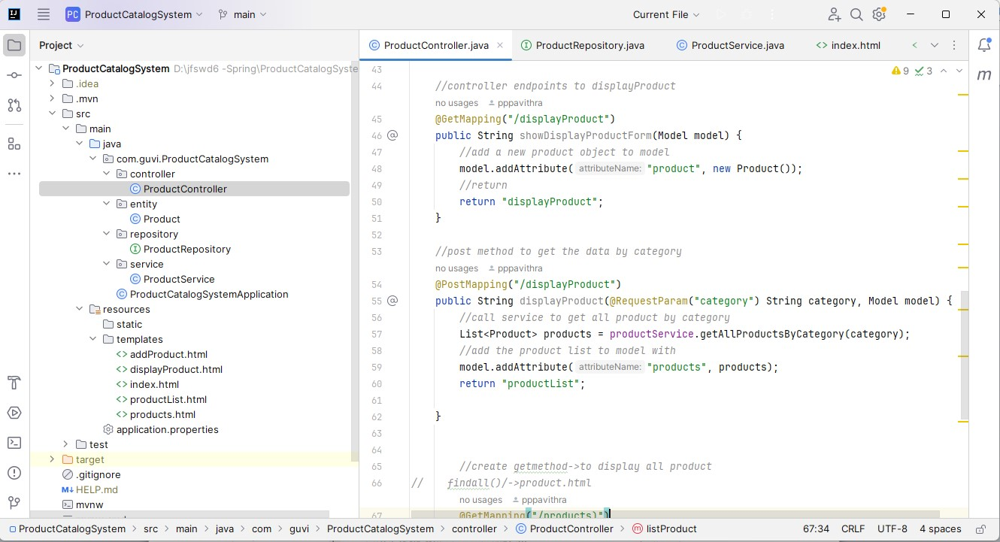 PC ProductCatalogSystem main Current File
Project
ProductController.java ProductRepository.java ProductService.java index.html
ProductCatalogSystem D:\jfswd6 -Spring\ProductCatalogSyste
.idea
.mvn
src
main
java
com.guvi.ProductCatalogSystem
controller
ProductController
entity
Product
repository
ProductRepository
service
ProductService
ProductCatalogSystemApplication
resources
static
templates
addProduct.html
displayProduct.html
index.html
productList.html
products.html
application.properties
test
target
.gitignore
HELP.md
mvnw
9 3
43
44 //controller endpoints to displayProduct
no usages pppavithra
45 @GetMapping("/displayProduct")
46 public String showDisplayProductForm(Model model) {
47 //add a new product object to model
48 model.addAttribute( attributeName: "product", new Product());
49 //return
50 return "displayProduct";
51 }
52
53 //post method to get the data by category
no usages pppavithra
54 @PostMapping("/displayProduct")
55 public String displayProduct(@RequestParam("category") String category, Model model) {
56 //call service to get all product by category
57 List<Product> products = productService.getAllProductsByCategory(category);
58 //add the product list to model with
59 model.addAttribute( attributeName: "products", products);
60 return "productList";
61
62 }
63
64
65 //create getmethod->to display all product
66 // findall()/->product.html
no usages pppavithra
67 @GetMapping("/products)")
ProductCatalogSystem > src > main > java > com > guvi > ProductCatalogSystem > controller > ProductController > listProduct 67:34 CRLF UTF-8 4 spaces